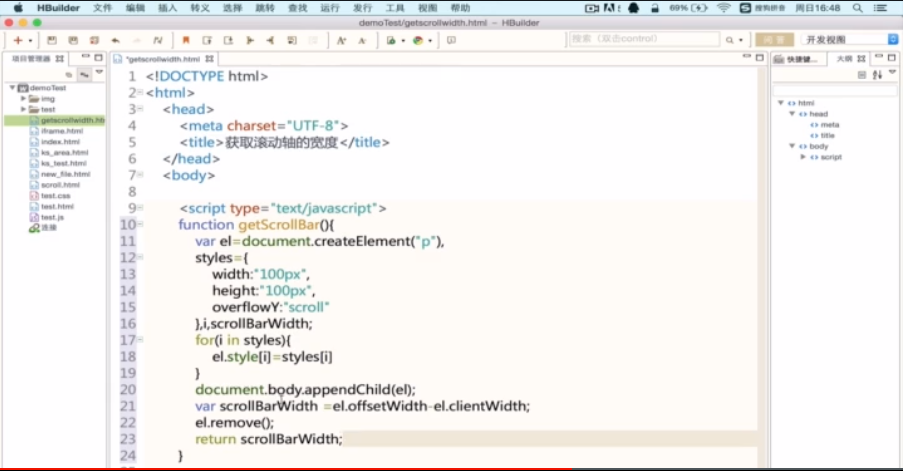 HBuilder 文件 编辑 插入 转义 选择 跳转 查找 运行 发行 工具 视图 帮助 69% 搜狗拼音 周日16:48
demoTest/getscrollwidth.html — HBuilder
搜索 (双击control) 开发视图
项目管理器 *getscrollwidth.html 快捷键... 大纲
demoTest
img
test
getscrollwidth.ht
iframe.html
index.html
ks_area.html
ks_test.html
new_file.html
scroll.html
test.css
test.html
test.js
连接
1 <!DOCTYPE html>
2 <html>
3 <head>
4 <meta charset="UTF-8">
5 <title>获取滚动轴的宽度</title>
6 </head>
7 <body>
8
9 <script type="text/javascript">
10 function getScrollBar(){
11 var el=document.createElement("p"),
12 styles={
13 width:"100px",
14 height:"100px",
15 overflowY:"scroll"
16 },i,scrollBarWidth;
17 for(i in styles){
18 el.style[i]=styles[i]
19 }
20 document.body.appendChild(el);
21 var scrollBarWidth =el.offsetWidth-el.clientWidth;
22 el.remove();
23 return scrollBarWidth;
24 }
html
head
meta
title
body
script